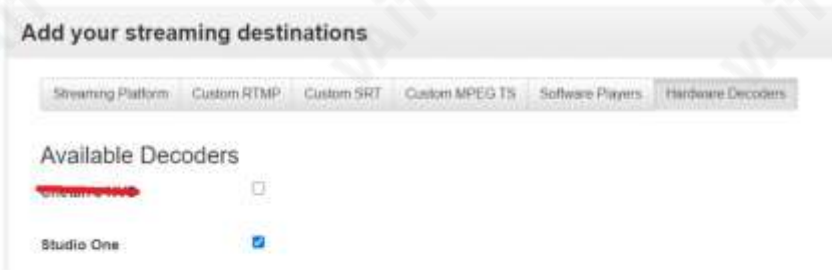 Add your streaming destinations
Streaming Platform Custom RTMP Custom SRT Custom MPEG TS Software Players Hardware Decoders
Available Decoders
Studio One